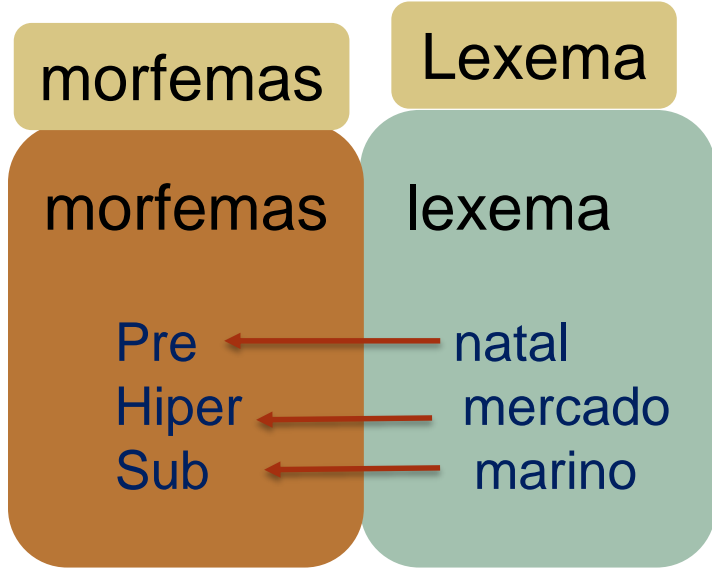 morfemas
Lexema
morfemas lexema
Pre natal
Hiper mercado
Sub marino